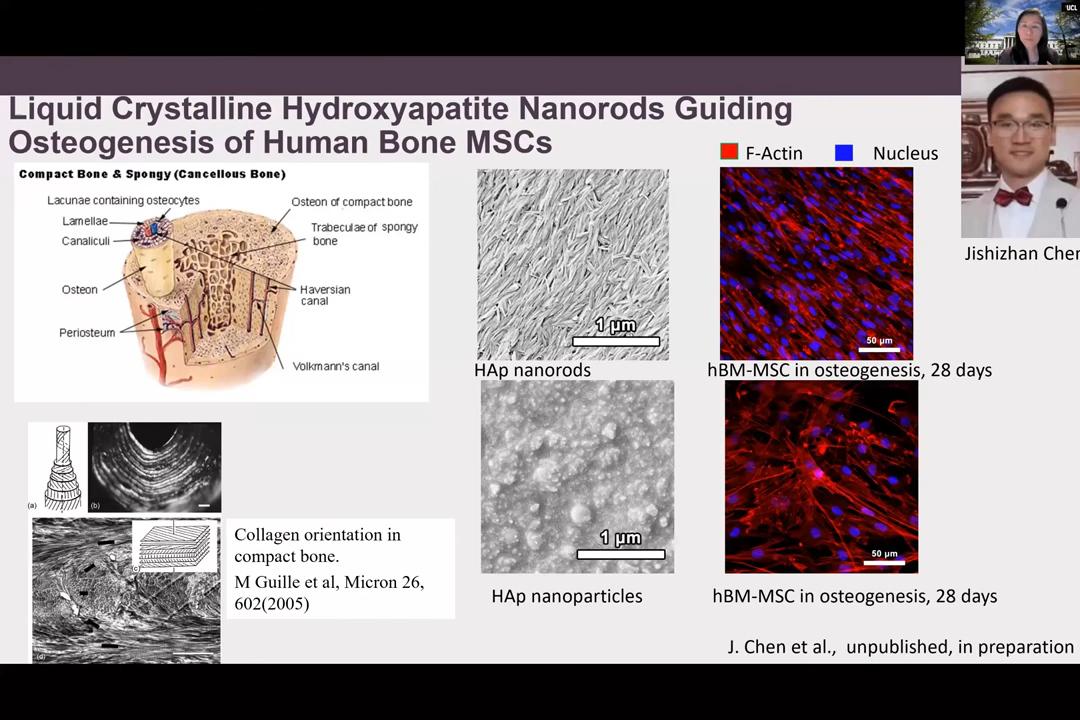 UCL
Liquid Crystalline Hydroxyapatite Nanorods Guiding
Osteogenesis of Human Bone MSCs
Compact Bone & Spongy (Cancellous Bone)
Lacunae containing osteocytes
Lamellae
Canaliculi
Osteon
Periosteum
Osteon of compact bone
Trabeculae of spongy
bone
Haversian
canal
Volkmann's canal
(a)
(b)
(c)
(d)
Collagen orientation in
compact bone.
M Guille et al, Micron 26,
602(2005)
1 µm
HAp nanorods
1 µm
HAp nanoparticles
F-Actin
Nucleus
50 µm
hBM-MSC in osteogenesis, 28 days
50 µm
hBM-MSC in osteogenesis, 28 days
Jishizhan Chen
J. Chen et al., unpublished, in preparation